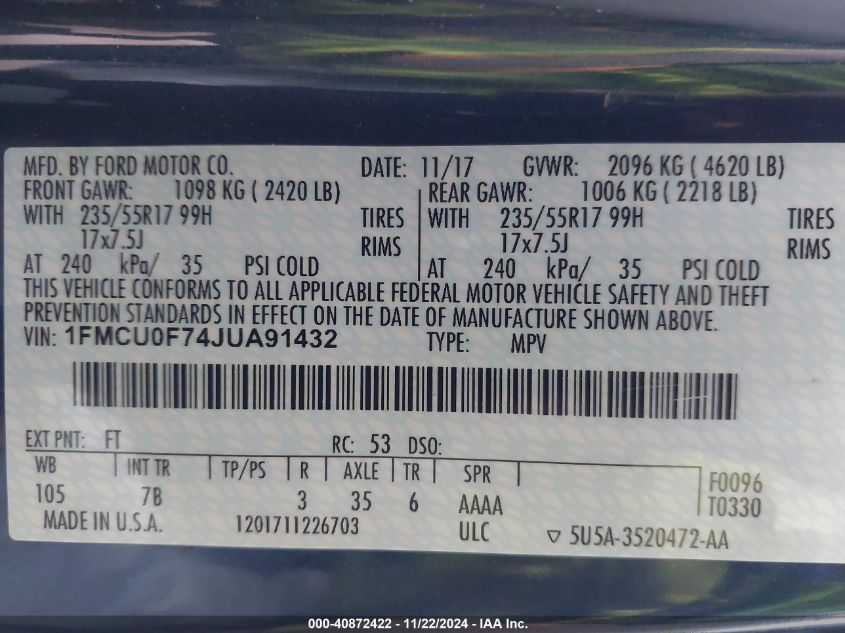 MFD. BY FORD MOTOR CO. DATE: 11/17 GVWR: 2096 KG ( 4620 LB)
FRONT GAWR: 1098 KG ( 2420 LB) REAR GAWR: 1006 KG ( 2218 LB)
WITH 235/55R17 99H TIRES WITH 235/55R17 99H TIRES
17x7.5J RIMS 17x7.5J RIMS
AT 240 kPa/ 35 PSI COLD AT 240 kPa/ 35 PSI COLD
THIS VEHICLE CONFORMS TO ALL APPLICABLE FEDERAL MOTOR VEHICLE SAFETY AND THEFT
PREVENTION STANDARDS IN EFFECT ON THE DATE OF MANUFACTURE SHOWN ABOVE.
VIN: 1FMCU0F74JUA91432 TYPE: MPV
EXT PNT: FT RC: 53 DSO:
WB INT TR TP/PS R AXLE TR SPR F0096
105 7B 3 35 6 AAAA T0330
MADE IN U.S.A. 1201711226703 ULC ▽ 5U5A-3520472-AA
000-40872422 - 11/22/2024 - IAA Inc.